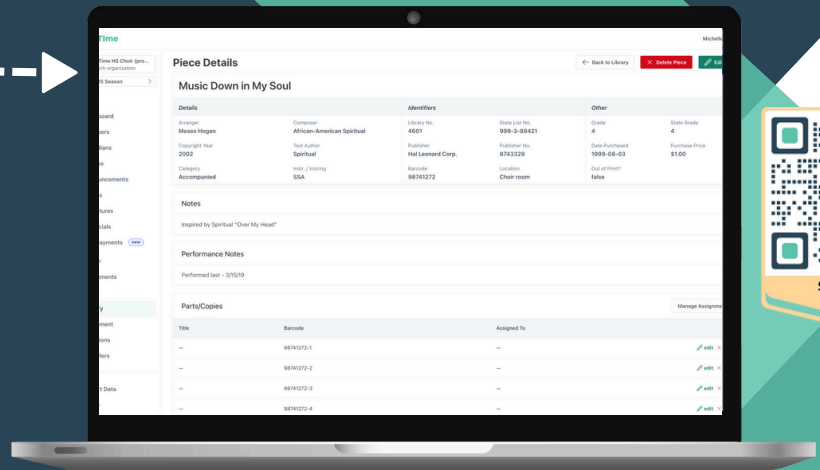 Time
Michelle
Time HS Choir (pro...
ch organization
25 Season
Piece Details
Back to Library
Delete Piece
Edi
Music Down in My Soul
Details
Identifiers
Other
Arranger
Composer
Library No.
State List No.
Grade
State Grade
Moses Hogan
African-American Spiritual
4601
999-3-88421
4
4
Copyright Year
Text Author
Publisher
Publisher No.
Date Purchased
Purchase Price
2002
Spiritual
Hal Leonard Corp.
8743329
1999-08-03
$1.00
Category
Instr. / Voicing
Barcode
Location
Out of Print?
Accompanied
SSA
98741272
Choir room
false
Notes
Inspired by Spiritual "Over My Head"
Performance Notes
Performed last - 3/15/19
Parts/Copies
Manage Assignme
Title
Barcode
Assigned To
—
98741272-1
—
edit
—
98741272-2
—
edit
—
98741272-3
—
edit
—
98741272-4
—
edit
board
bers
dians
s
uncements
s
tures
cials
ayments new
ments
y
ment
ions
fers
t Data
S